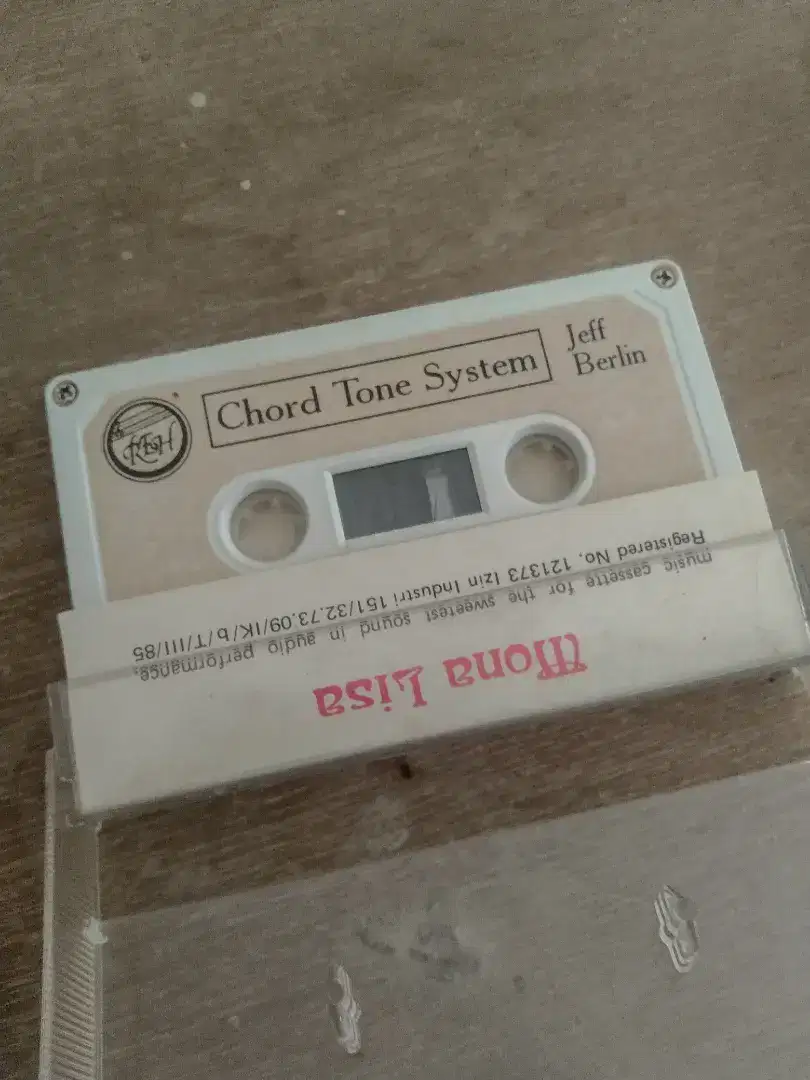 REH
Chord Tone System
Jeff
Berlin
Mona Lisa
music cassette for the sweetest sound in audio performance.
Registered No. 121373 Izin Industri 151/32.73.09/IK/b/T/III/85